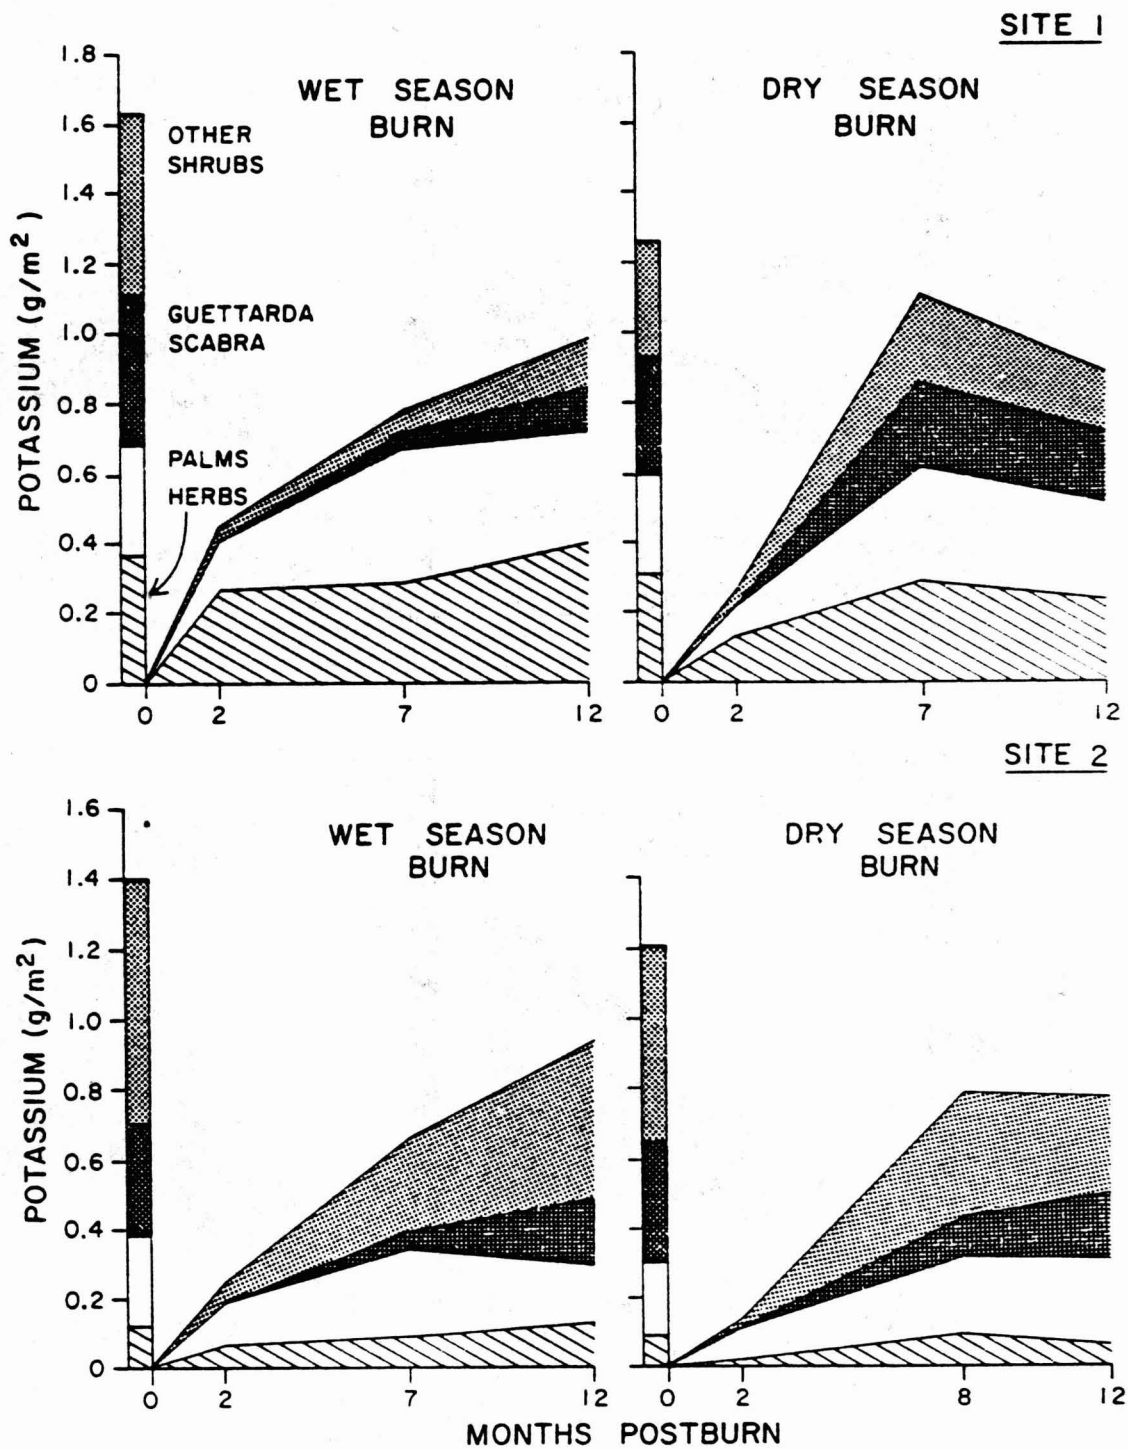 SITE 1
WET SEASON
BURN
DRY SEASON
BURN
POTASSIUM (g/m²)
1.8
1.6
1.4
1.2
1.0
0.8
0.6
0.4
0.2
0
OTHER
SHRUBS
GUETTARDA
SCABRA
PALMS
HERBS
0 2 7 12
0 2 7 12
SITE 2
WET SEASON
BURN
DRY SEASON
BURN
POTASSIUM (g/m²)
1.6
1.4
1.2
1.0
0.8
0.6
0.4
0.2
0
0 2 7 12
0 2 8 12
MONTHS POSTBURN